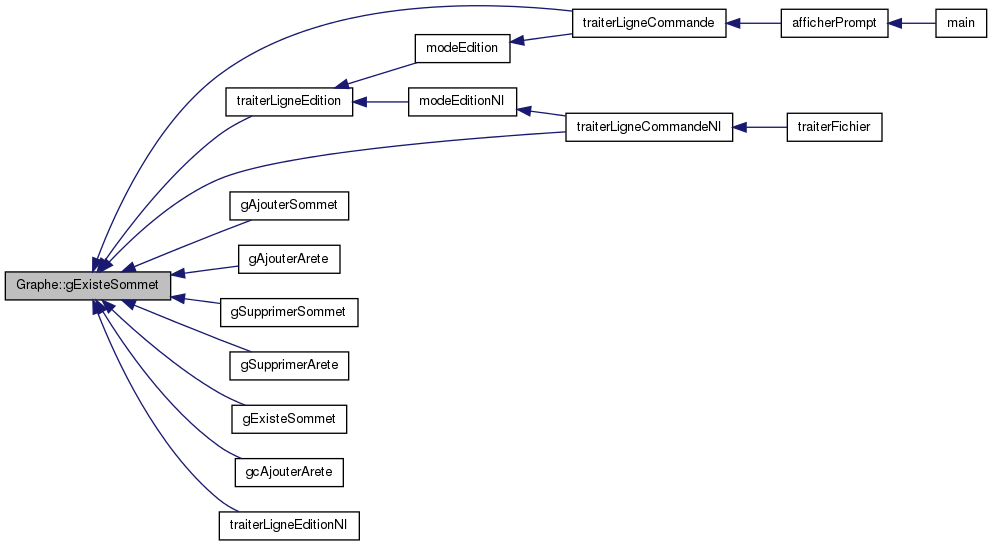 traiterLigneCommande
afficherPrompt
main
modeEdition
traiterLigneEdition
modeEditionNI
traiterLigneCommandeNI
traiterFichier
gAjouterSommet
gAjouterArete
Graphe::gExisteSommet
gSupprimerSommet
gSupprimerArete
gExisteSommet
gcAjouterArete
traiterLigneEditionNI